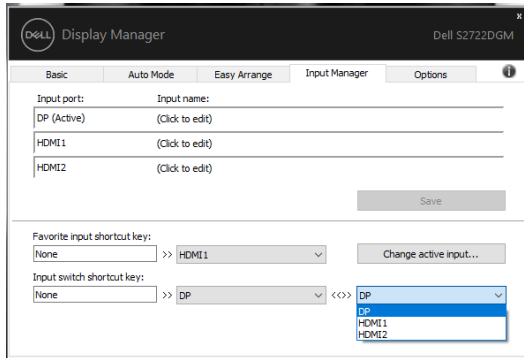 DELL Display Manager x Dell S2722DGM
Basic Auto Mode Easy Arrange Input Manager Options i
Input port: Input name:
DP (Active) (Click to edit)
HDMI1 (Click to edit)
HDMI2 (Click to edit)
Save
Favorite input shortcut key:
None >> HDMI1 Change active input...
Input switch shortcut key:
None >> DP <<>> DP
DP
HDMI1
HDMI2